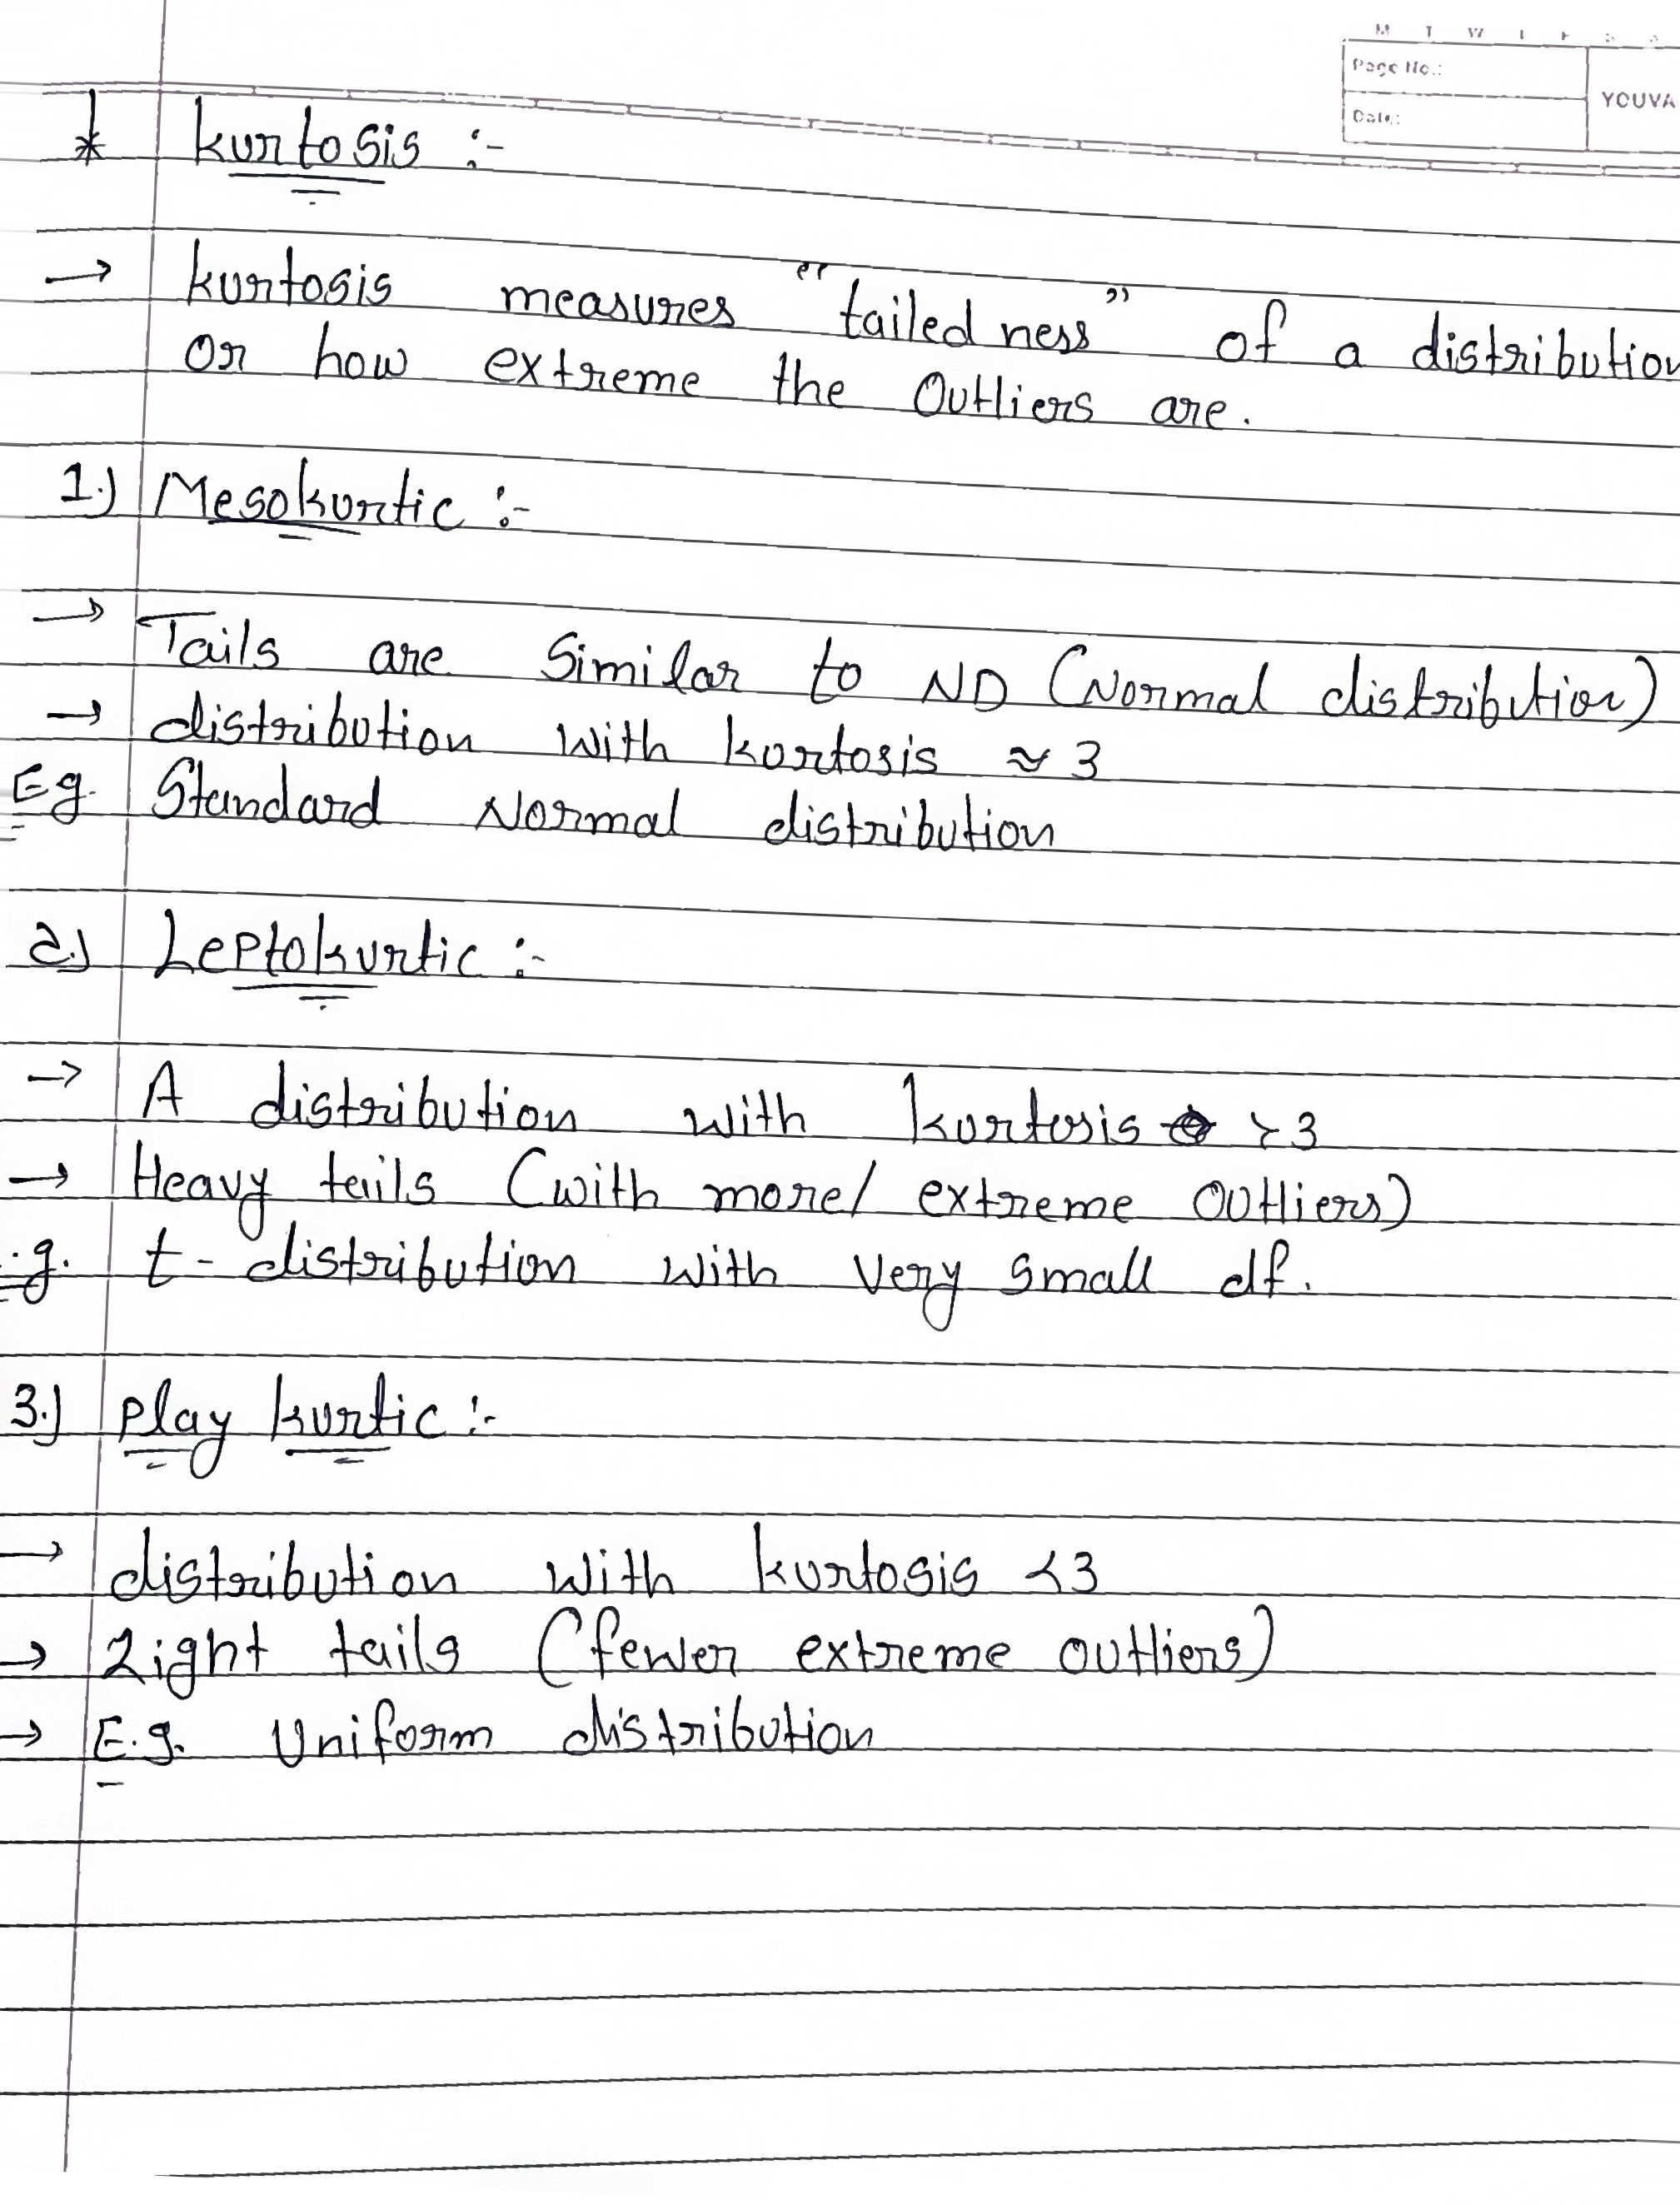 M T W T F S S
Page No.:
YOUVA
Date:
* Kurtosis :-
→ Kurtosis measures "tailedness" of a distribution
or how extreme the Outliers are.
1.) Mesokurtic :-
→ Tails are similar to ND (Normal distribution)
→ distribution with kurtosis ≈ 3
Eg. Standard Normal distribution
2.) Leptokurtic :-
→ A distribution with kurtosis > 3
→ Heavy tails (with more/ extreme outliers)
.g. t - distribution with very small df.
3.) Play kurtic :-
→ distribution with kurtosis <3
→ Light tails (fewer extreme outliers)
→ E.g. Uniform distribution